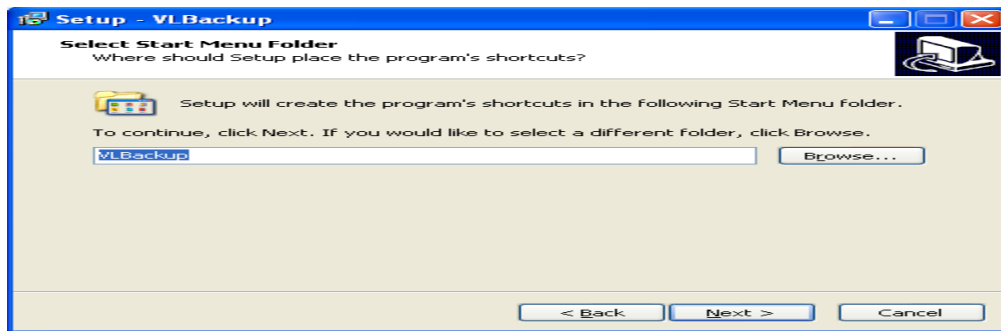 Setup - VLBackup
Select Start Menu Folder
Where should Setup place the program's shortcuts?
Setup will create the program's shortcuts in the following Start Menu folder.
To continue, click Next. If you would like to select a different folder, click Browse.
VLBackup
Browse...
< Back
Next >
Cancel